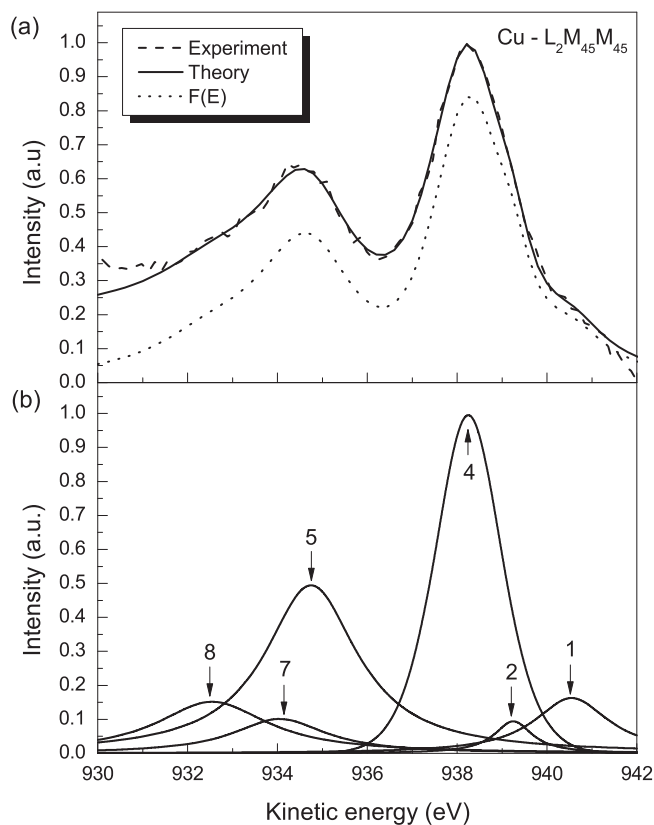 (a)
Cu - L2M45M45
Experiment
Theory
F(E)
Intensity (a.u)
1.0
0.9
0.8
0.7
0.6
0.5
0.4
0.3
0.2
0.1
0.0
(b)
Intensity (a.u.)
1.0
0.9
0.8
0.7
0.6
0.5
0.4
0.3
0.2
0.1
0.0
4
5
8
7
2
1
930 932 934 936 938 940 942
Kinetic energy (eV)